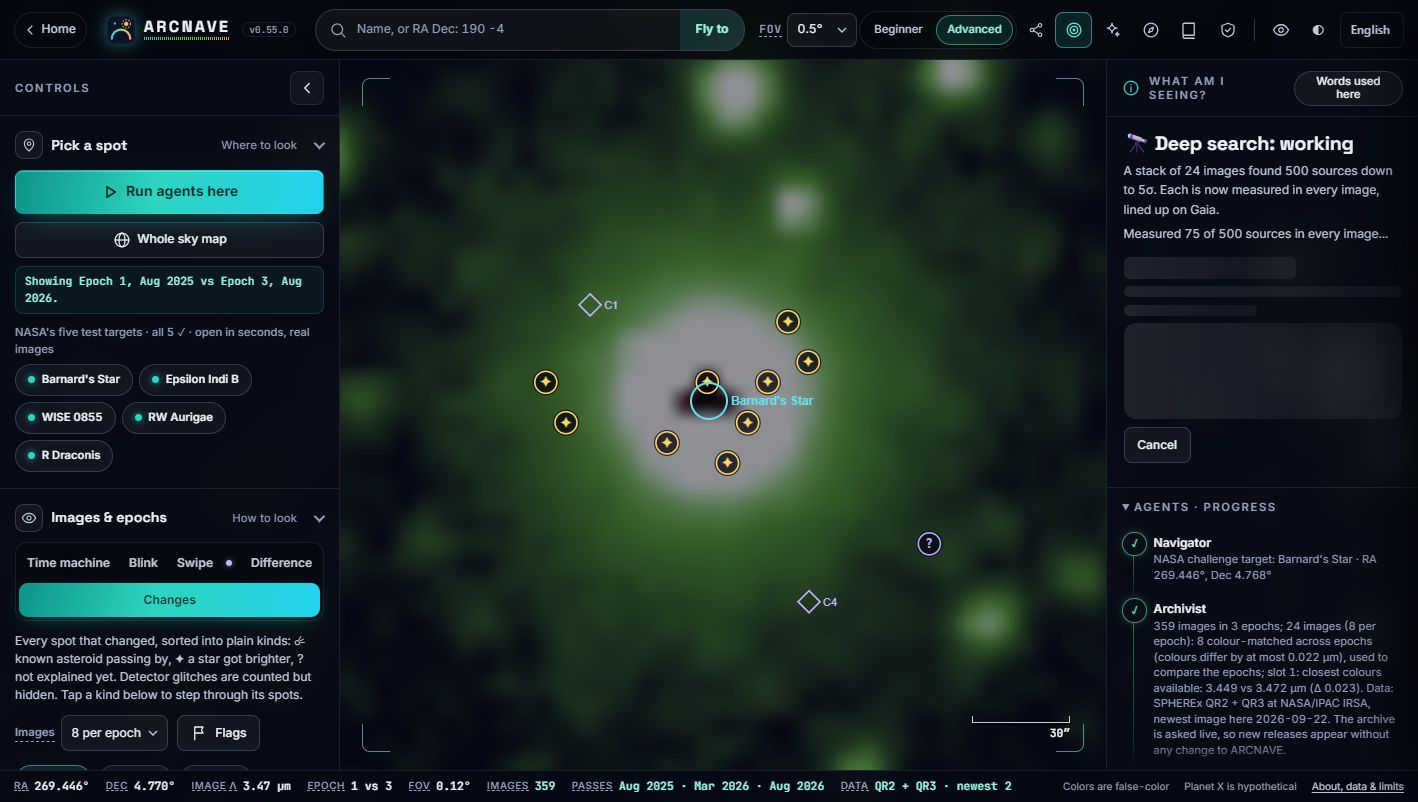 Home
ARCNAVE
v0.55.0
Name, or RA Dec: 190 -4
Fly to
FOV
0.5°
Beginner
Advanced
English
CONTROLS
Pick a spot
Where to look
Run agents here
Whole sky map
Showing Epoch 1, Aug 2025 vs Epoch 3, Aug
2026.
NASA's five test targets · all 5 ✓ · open in seconds, real
images
Barnard's Star
Epsilon Indi B
WISE 0855
RW Aurigae
R Draconis
Images & epochs
How to look
Time machine
Blink
Swipe
Difference
Changes
Every spot that changed, sorted into plain kinds: ☄
known asteroid passing by, ✦ a star got brighter, ?
not explained yet. Detector glitches are counted but
hidden. Tap a kind below to step through its spots.
Images
8 per epoch
Flags
C1
Barnard's Star
?
C4
30″
WHAT AM I
SEEING?
Words used
here
Deep search: working
A stack of 24 images found 500 sources down
to 5σ. Each is now measured in every image,
lined up on Gaia.
Measured 75 of 500 sources in every image…
Cancel
▼ AGENTS · PROGRESS
Navigator
NASA challenge target: Barnard's Star · RA
269.446°, Dec 4.768°
Archivist
359 images in 3 epochs; 24 images (8 per
epoch): 8 colour-matched across epochs
(colours differ by at most 0.022 µm), used to
compare the epochs; slot 1: closest colours
available: 3.449 vs 3.472 µm (Δ 0.023). Data:
SPHEREx QR2 + QR3 at NASA/IPAC IRSA,
newest image here 2026-09-22. The archive
is asked live, so new releases appear without
any change to ARCNAVE.
RA 269.446° DEC 4.770° IMAGE Λ 3.47 µm EPOCH 1 vs 3 FOV 0.12° IMAGES 359 PASSES Aug 2025 · Mar 2026 · Aug 2026 DATA QR2 + QR3 · newest 2
Colors are false-color
Planet X is hypothetical
About, data & limits